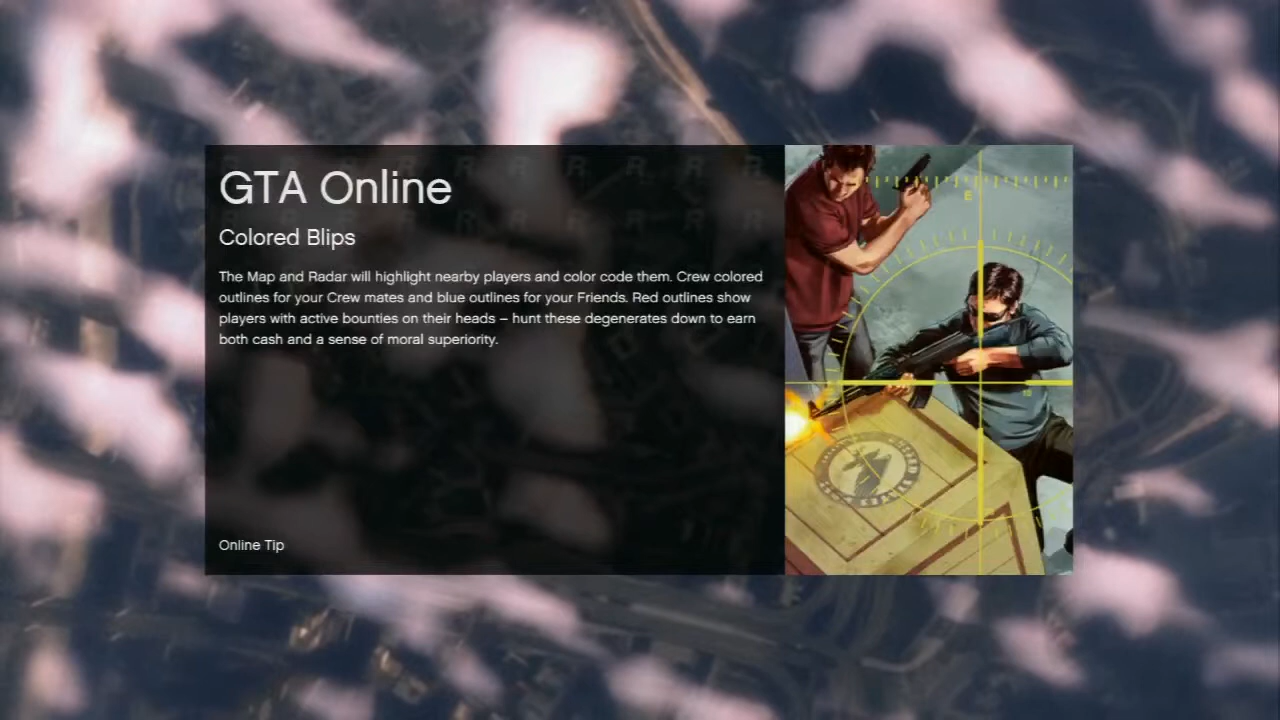 GTA Online
Colored Blips
The Map and Radar will highlight nearby players and color code them. Crew colored
outlines for your Crew mates and blue outlines for your Friends. Red outlines show
players with active bounties on their heads – hunt these degenerates down to earn
both cash and a sense of moral superiority.
E
Online Tip